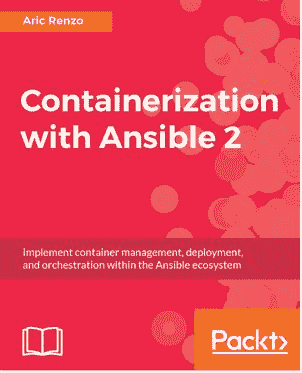 Aric Renzo
Containerization
with Ansible 2
Implement container management, deployment,
and orchestration within the Ansible ecosystem
Packt>